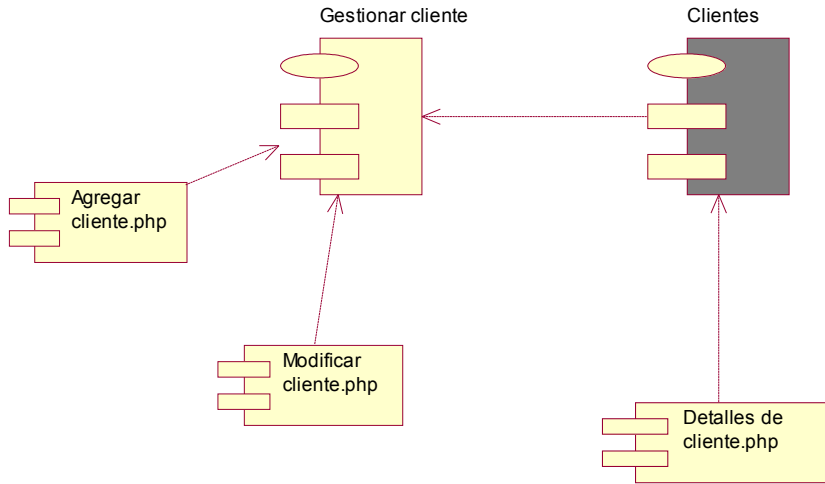 Gestionar cliente
Clientes
Agregar
cliente.php
Modificar
cliente.php
Detalles de
cliente.php